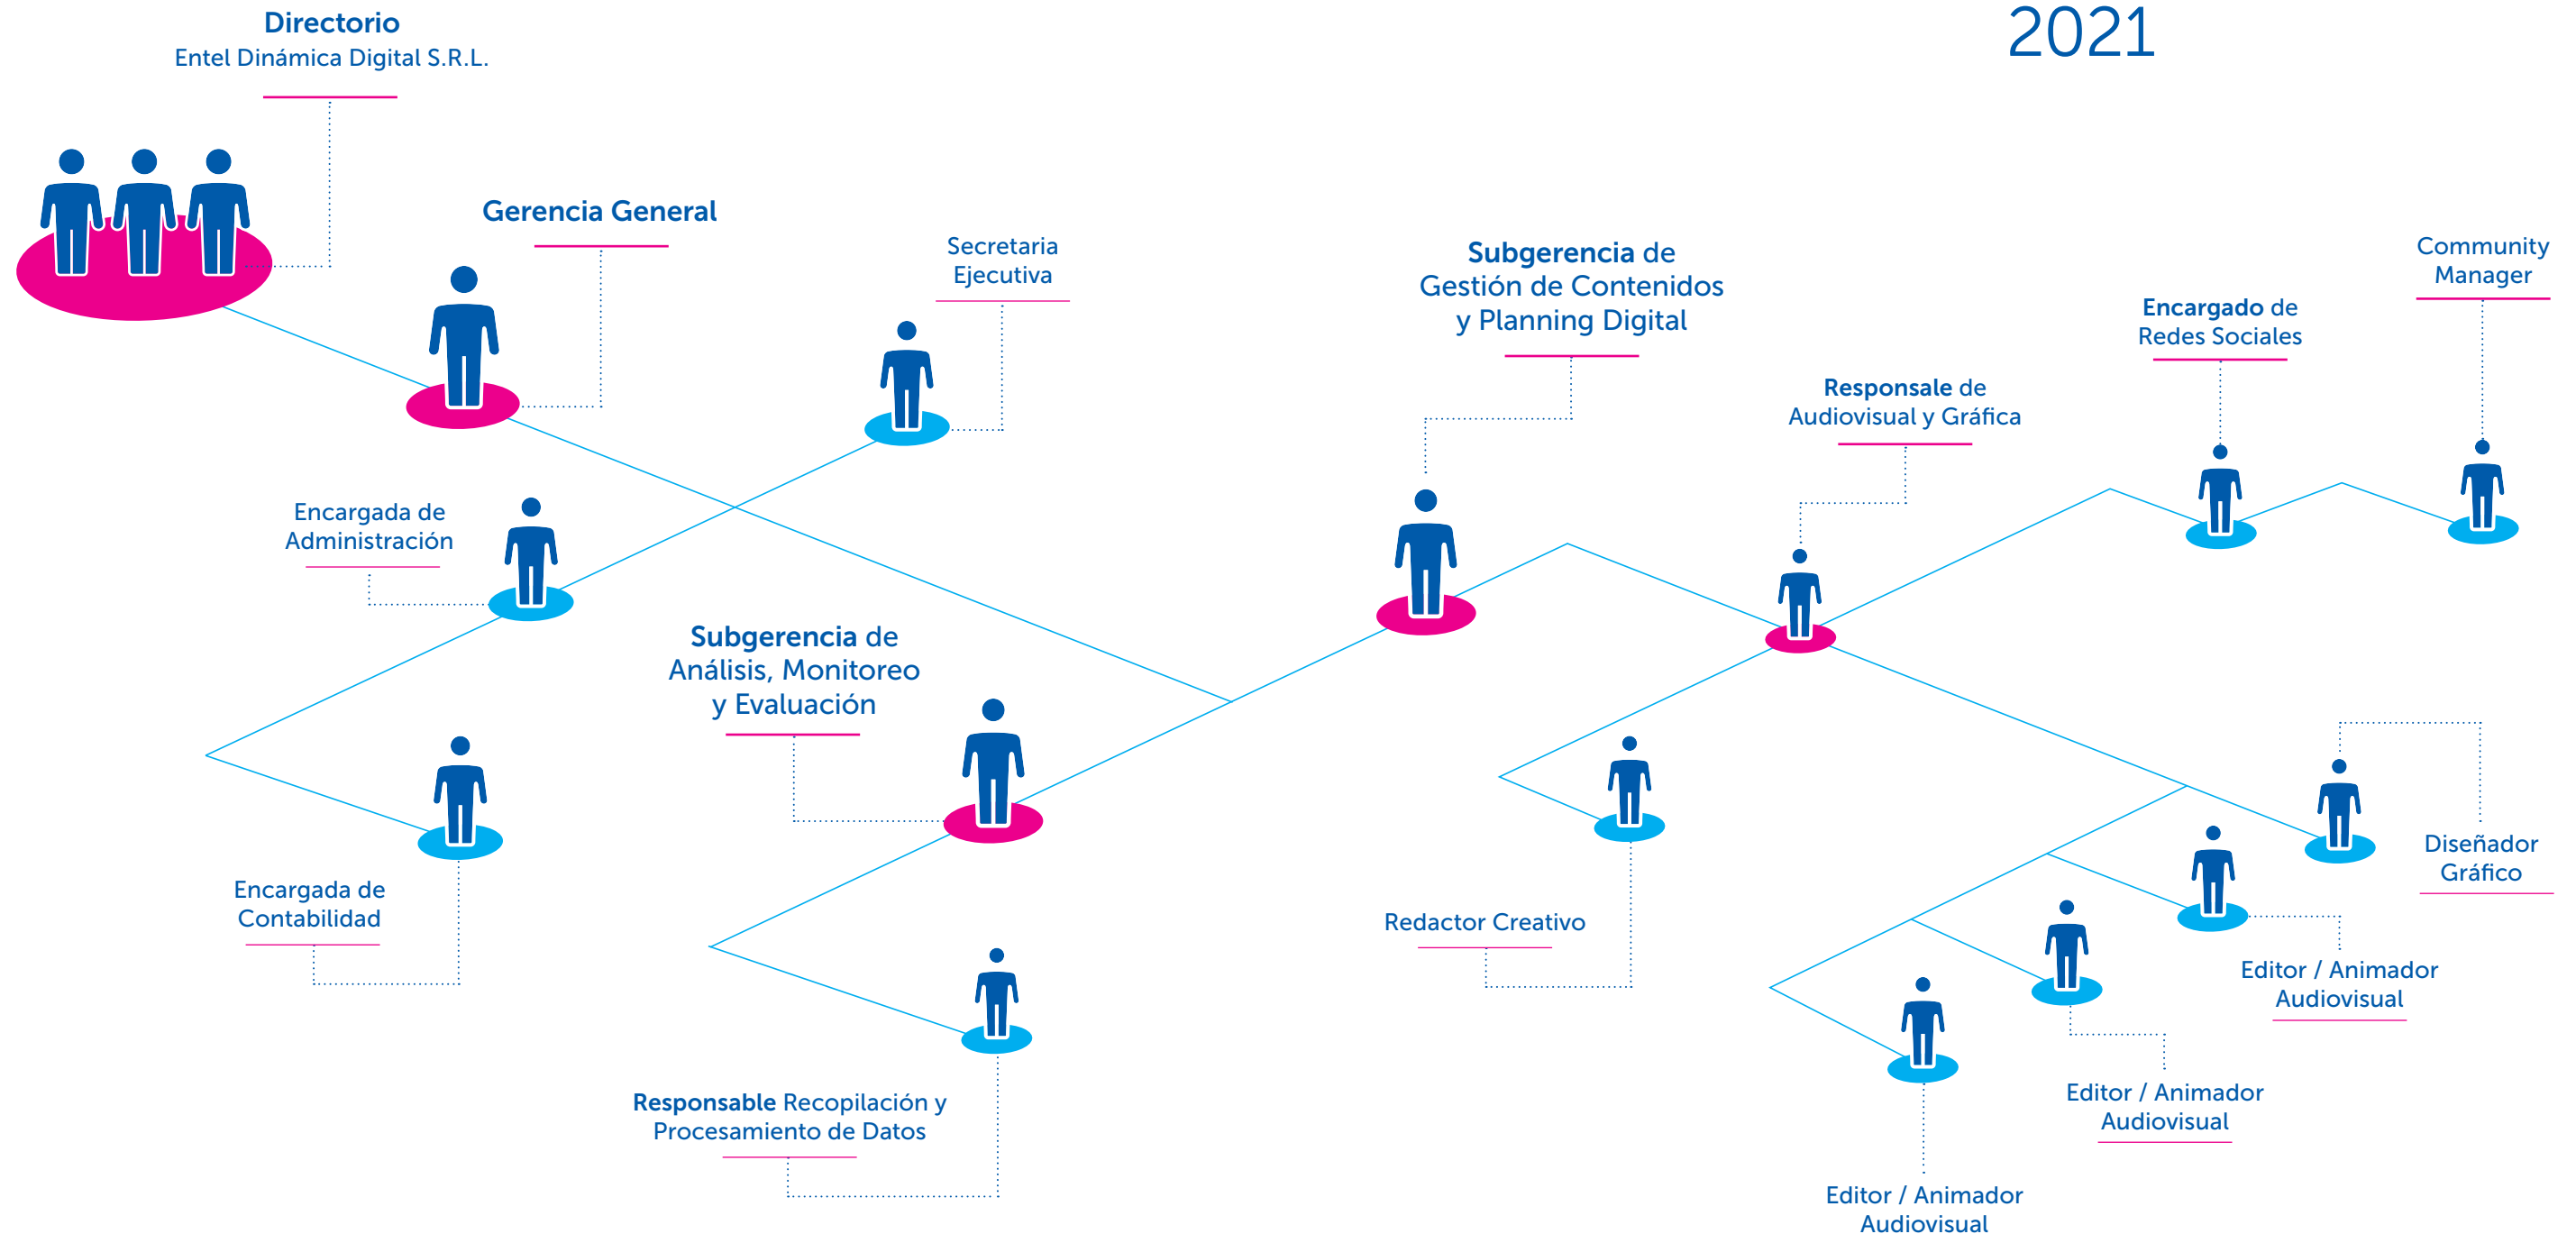 Directorio
Entel Dinámica Digital S.R.L.
2021
Gerencia General
Secretaria
Ejecutiva
Subgerencia de
Gestión de Contenidos
y Planning Digital
Community
Manager
Encargado de
Redes Sociales
Responsale de
Audiovisual y Gráfica
Encargada de
Administración
Subgerencia de
Análisis, Monitoreo
y Evaluación
Diseñador
Gráfico
Encargada de
Contabilidad
Redactor Creativo
Editor / Animador
Audiovisual
Responsable Recopilación y
Procesamiento de Datos
Editor / Animador
Audiovisual
Editor / Animador
Audiovisual